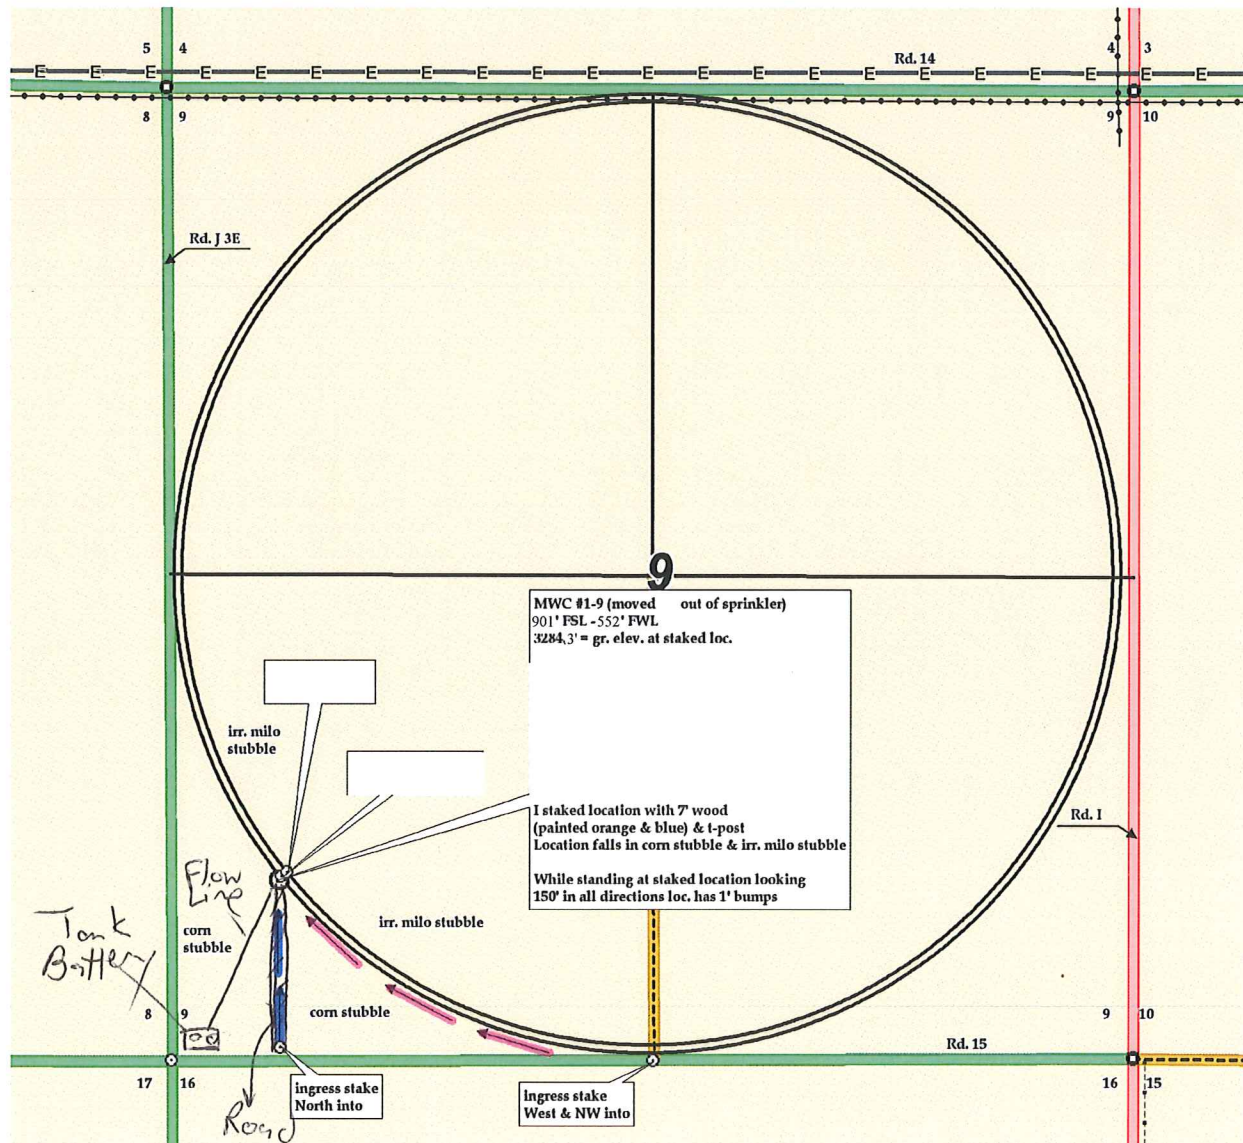 5 4
4 3
Rd. 14
E E E E E E E E E E E E E E E E E E E E E E
8 9
9 10
Rd. J 3E
9
MWC #1-9 (moved out of sprinkler)
901' FSL - 552' FWL
3284.3' = gr. elev. at staked loc.
irr. milo
stubble
I staked location with 7' wood
(painted orange & blue) & t-post
Location falls in corn stubble & irr. milo stubble
While standing at staked location looking
150' in all directions loc. has 1' bumps
Rd. I
Flow
Line
Tank
Battery
corn
stubble
irr. milo stubble
corn stubble
8 9
9 10
Rd. 15
17 16
16 15
ingress stake
North into
ingress stake
West & NW into
Road